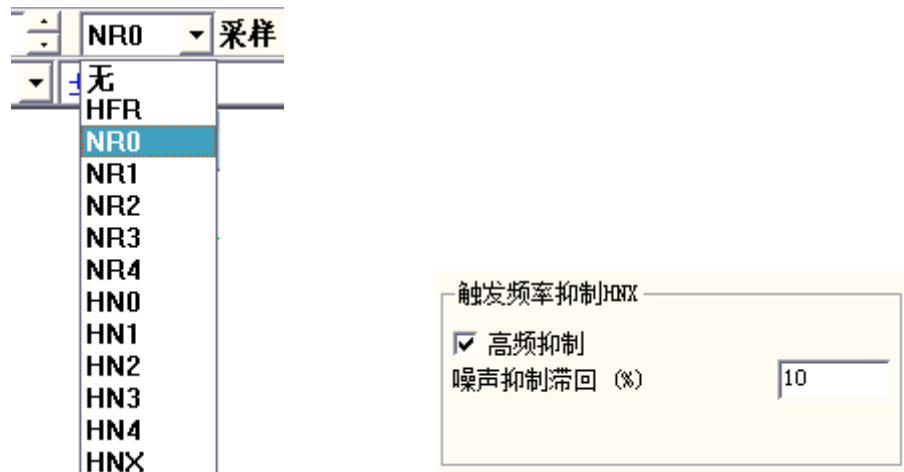 NR0 采样
无
HFR
NR0
NR1
NR2
NR3
NR4
HN0
HN1
HN2
HN3
HN4
HNX
触发频率抑制HNX
高频抑制
噪声抑制滞回 (%) 10